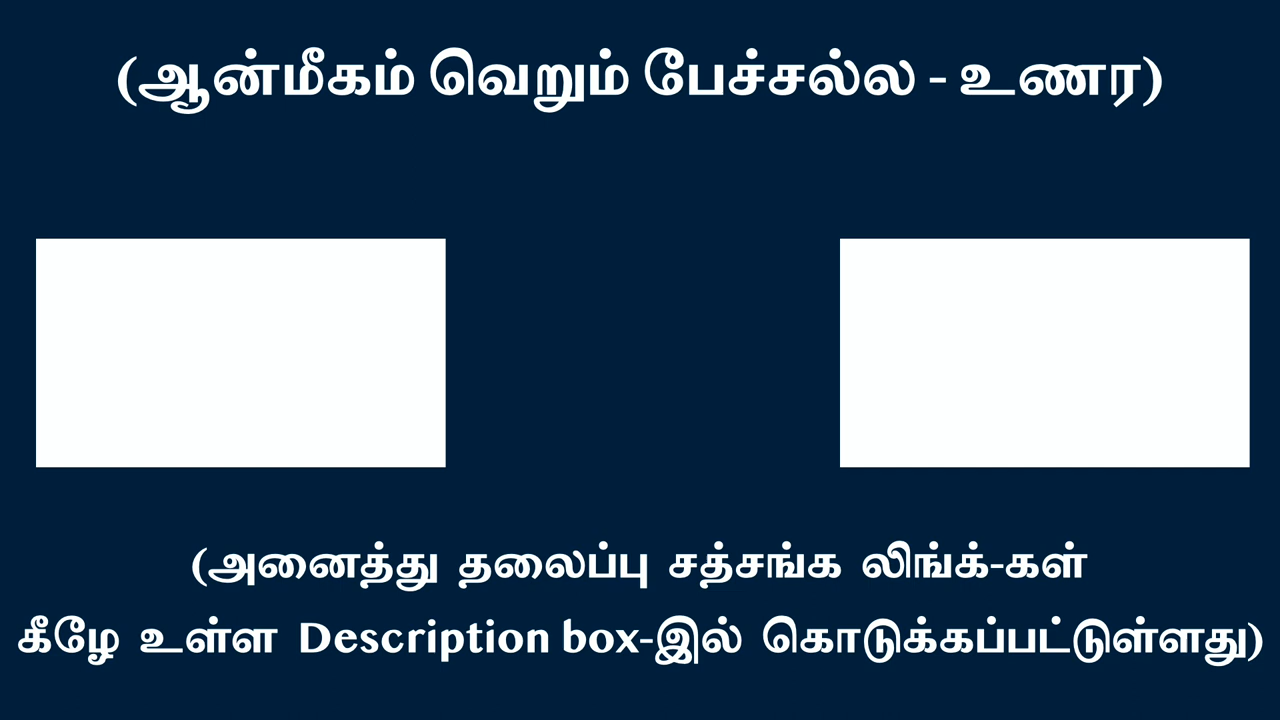 (ஆன்மீகம் வெறும் பேச்சல்ல - உணர)
(அனைத்து தலைப்பு சத்சங்க லிங்க்-கள்
கீழே உள்ள Description box-இல் கொடுக்கப்பட்டுள்ளது)